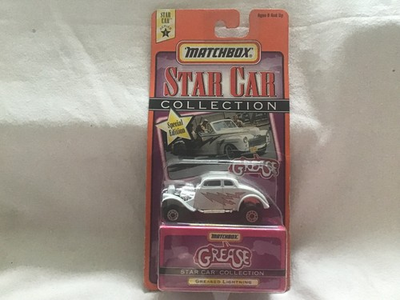 STAR CAR
Ages 8 and Up
MATCHBOX
STAR CAR
COLLECTION
Special
Edition
GREASE
MATCHBOX
GREASE
STAR CAR COLLECTION
GREASED LIGHTNING